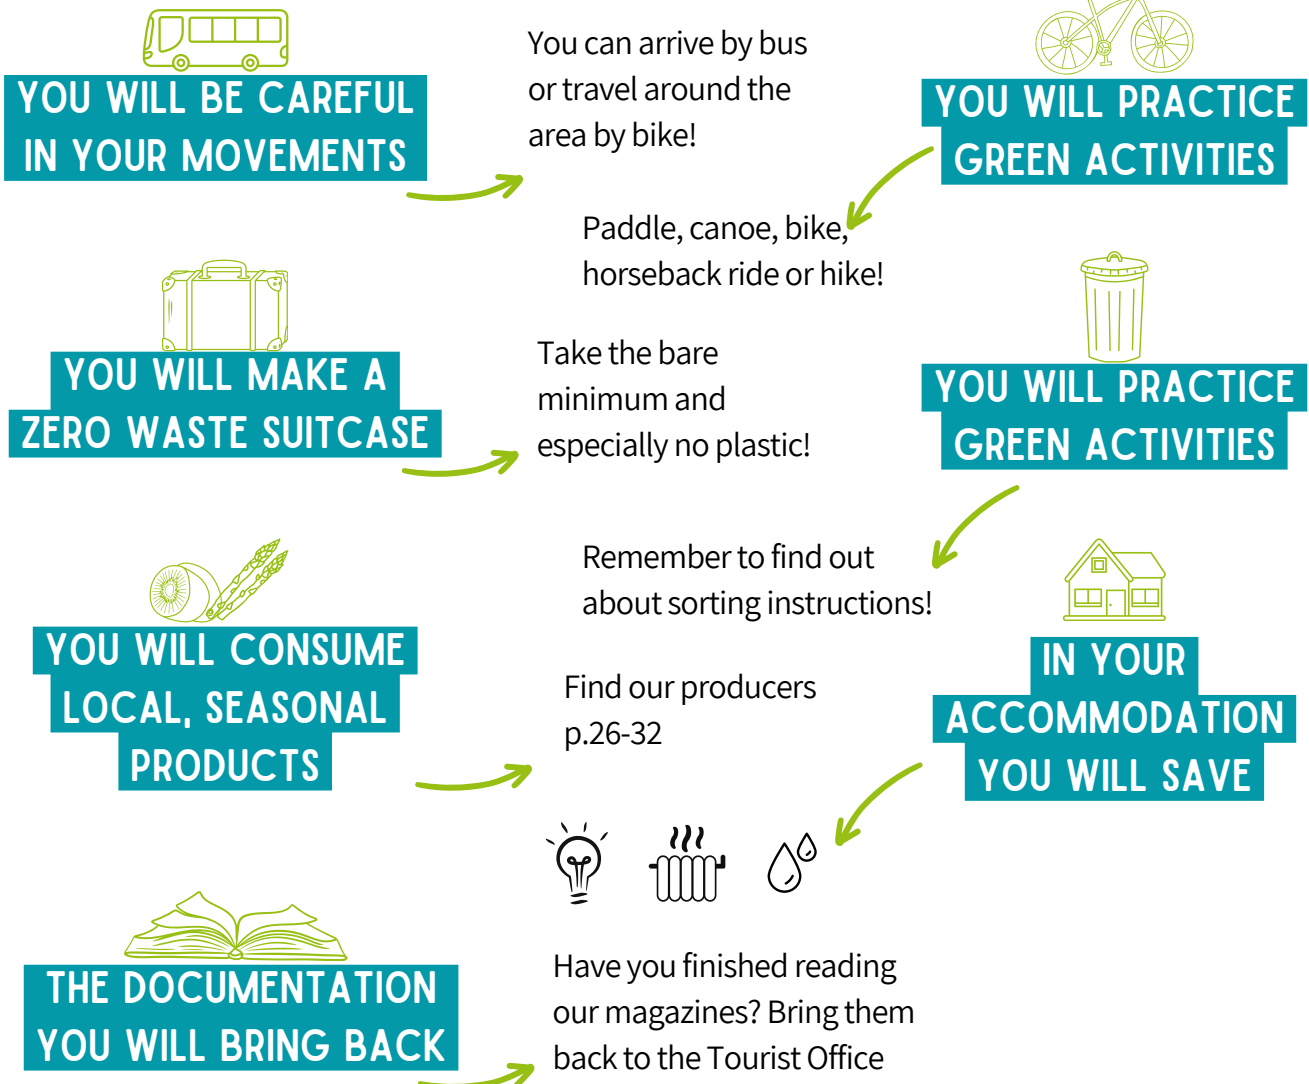 YOU WILL BE CAREFUL
IN YOUR MOVEMENTS
You can arrive by bus
or travel around the
area by bike!
YOU WILL PRACTICE
GREEN ACTIVITIES
Paddle, canoe, bike,
horseback ride or hike!
YOU WILL MAKE A
ZERO WASTE SUITCASE
Take the bare
minimum and
especially no plastic!
YOU WILL PRACTICE
GREEN ACTIVITIES
Remember to find out
about sorting instructions!
YOU WILL CONSUME
LOCAL, SEASONAL
PRODUCTS
Find our producers
p.26-32
IN YOUR
ACCOMMODATION
YOU WILL SAVE
THE DOCUMENTATION
YOU WILL BRING BACK
Have you finished reading
our magazines? Bring them
back to the Tourist Office